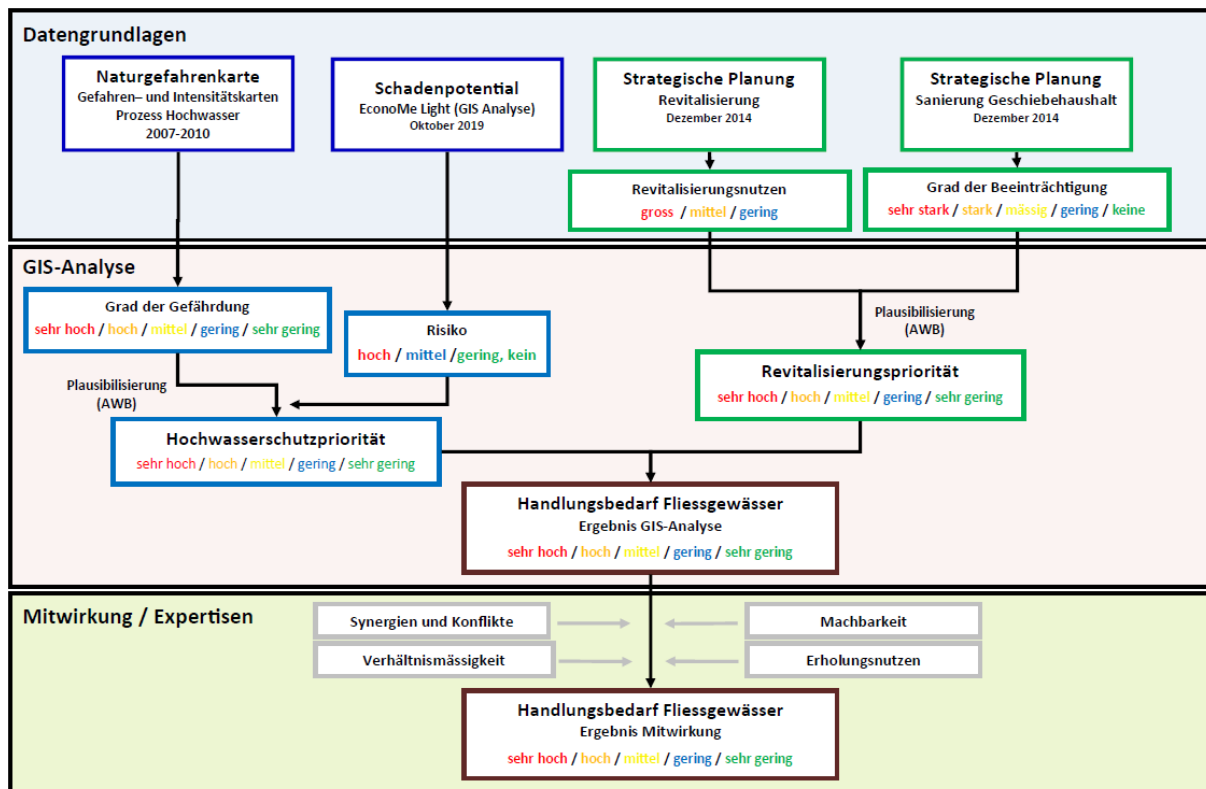 Datengrundlagen
Naturgefahrenkarte
Gefahren– und Intensitätskarten
Prozess Hochwasser
2007-2010
Schadenpotential
EconoMe Light (GIS Analyse)
Oktober 2019
Strategische Planung
Revitalisierung
Dezember 2014
Strategische Planung
Sanierung Geschiebehaushalt
Dezember 2014
Revitalisierungsnutzen
gross / mittel / gering
Grad der Beeinträchtigung
sehr stark / stark / mässig / gering / keine
GIS-Analyse
Grad der Gefährdung
sehr hoch / hoch / mittel / gering / sehr gering
Risiko
hoch / mittel /gering, kein
Plausibilisierung
(AWB)
Plausibilisierung
(AWB)
Revitalisierungspriorität
sehr hoch / hoch / mittel / gering / sehr gering
Hochwasserschutzpriorität
sehr hoch / hoch / mittel / gering / sehr gering
Handlungsbedarf Fliessgewässer
Ergebnis GIS-Analyse
sehr hoch / hoch / mittel / gering / sehr gering
Mitwirkung / Expertisen
Synergien und Konflikte
Machbarkeit
Verhältnismässigkeit
Erholungsnutzen
Handlungsbedarf Fliessgewässer
Ergebnis Mitwirkung
sehr hoch / hoch / mittel / gering / sehr gering